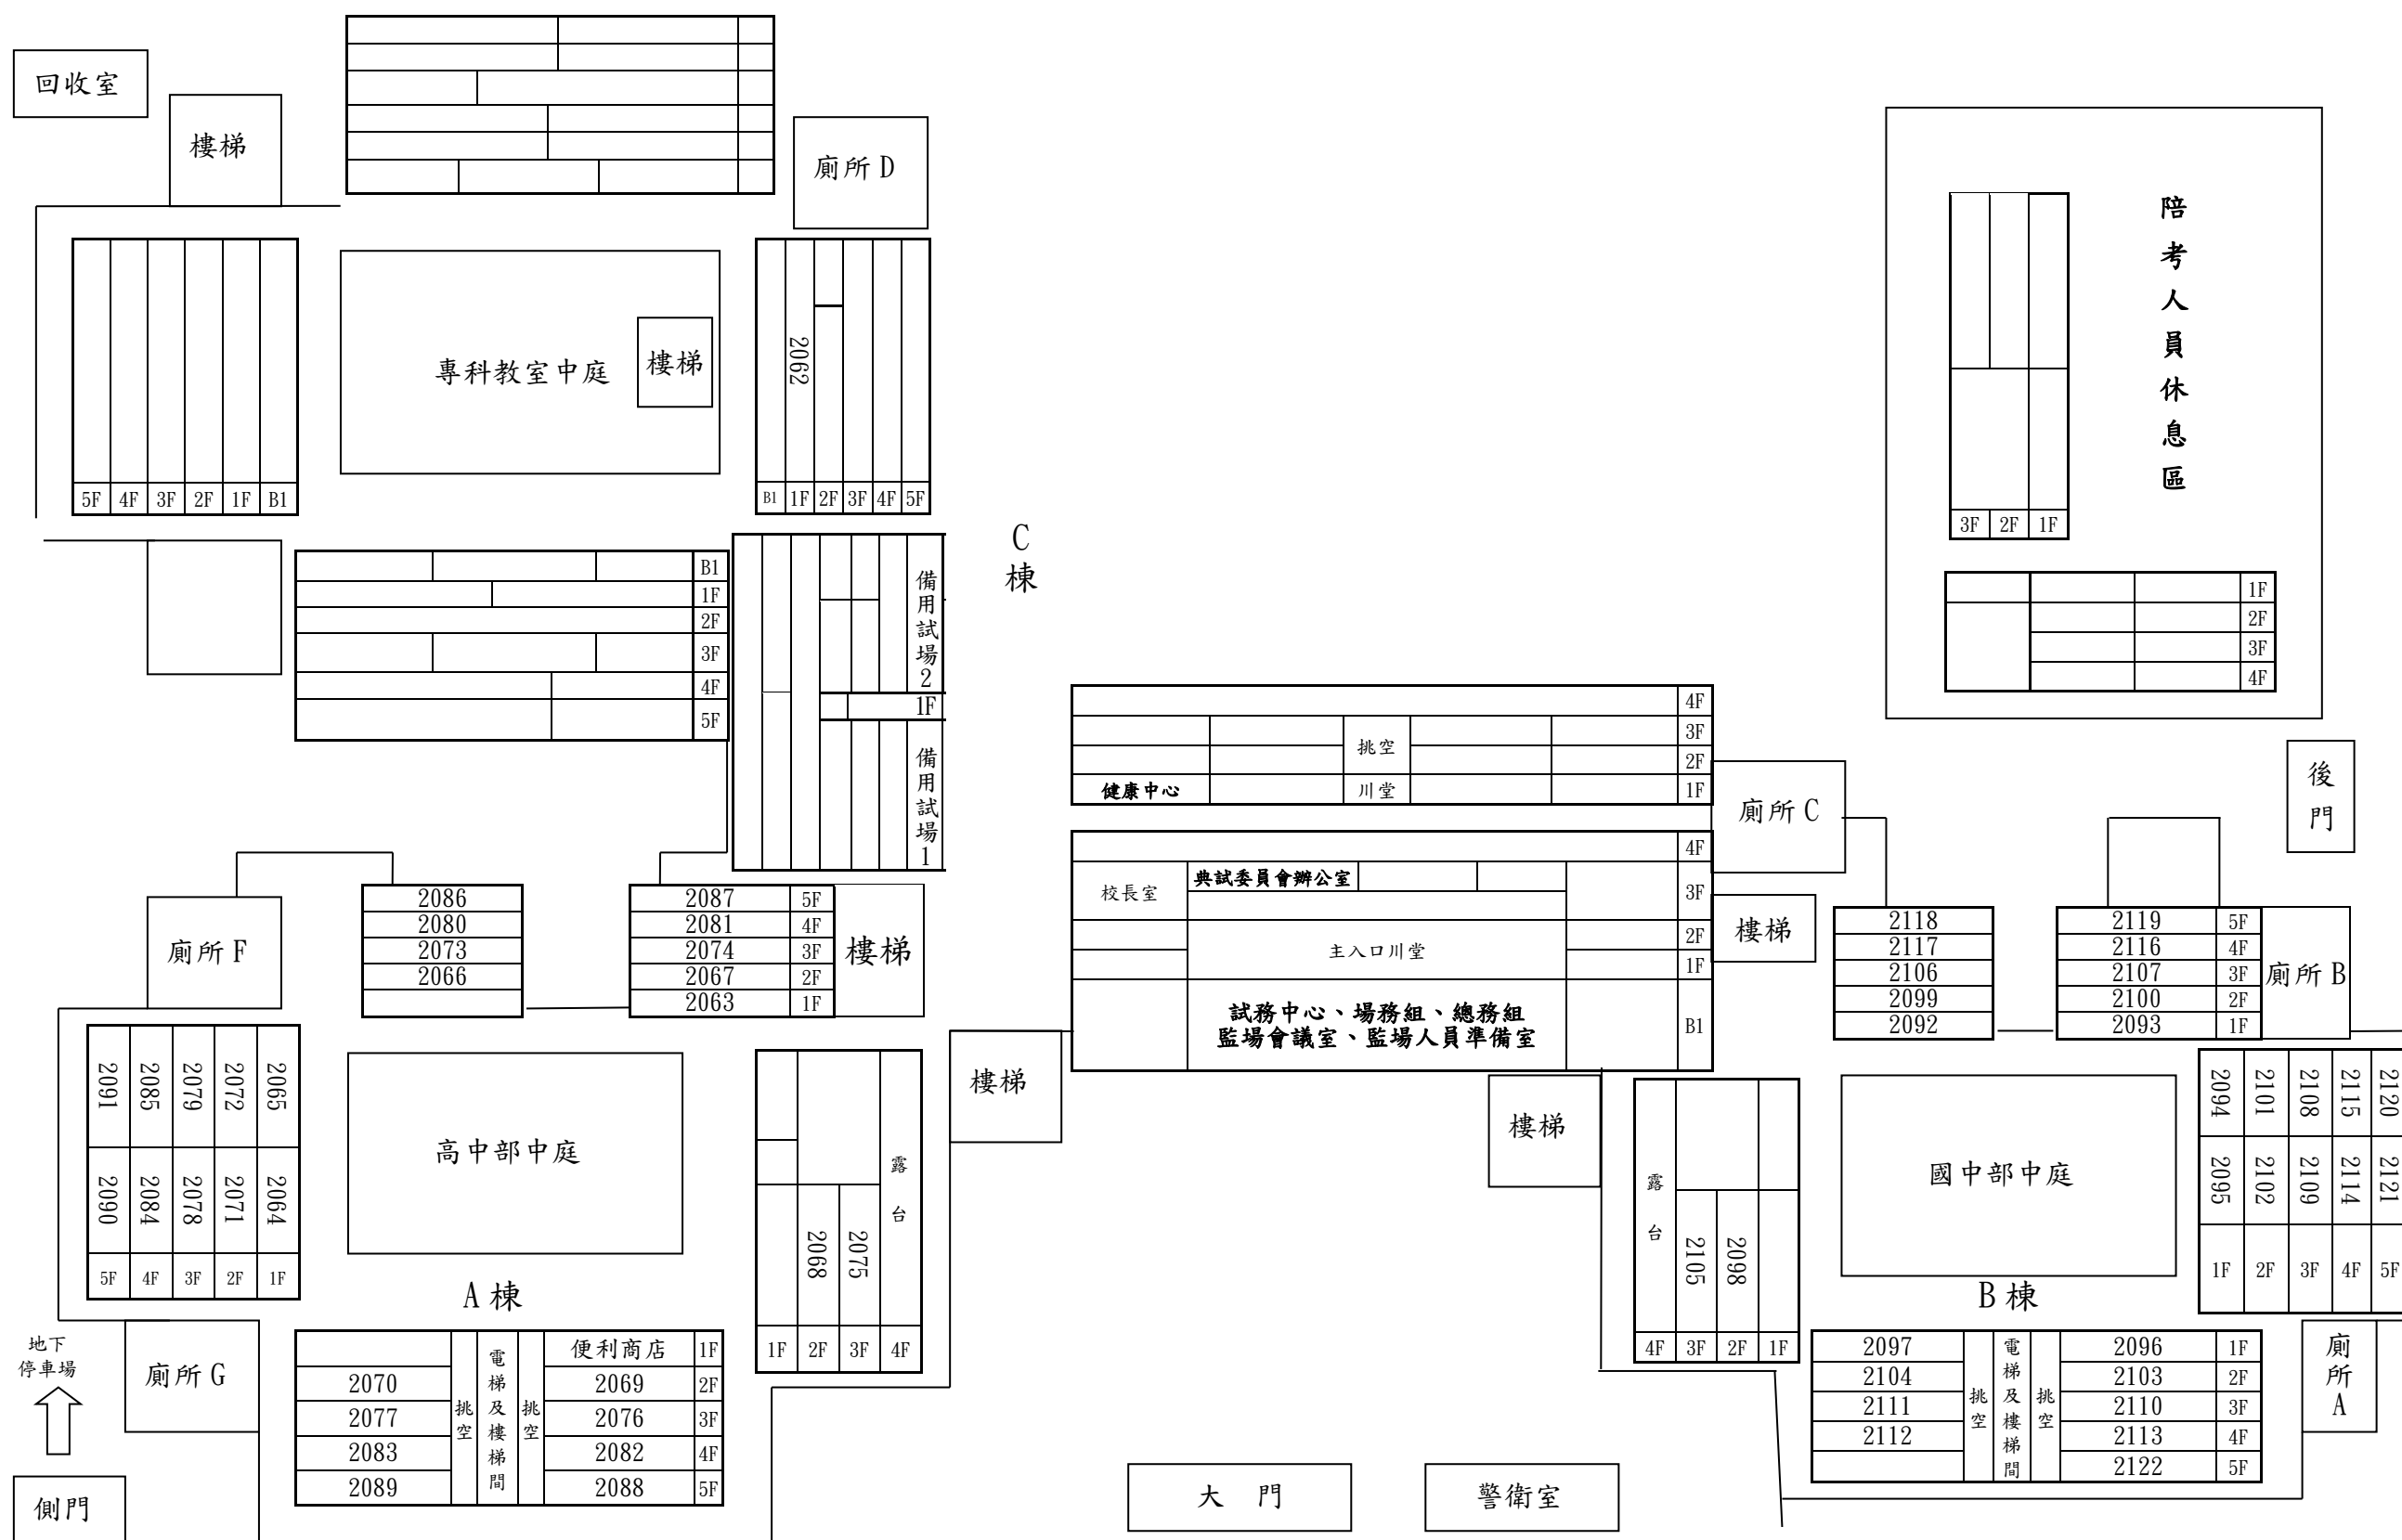 回收室
樓梯
廁所 D
專科教室中庭
樓梯
2062
5F 4F 3F 2F 1F B1
B1 1F 2F 3F 4F 5F
陪考人員休息區
3F 2F 1F
1F
2F
3F
4F
C棟
B1
1F
2F
3F
4F
5F
備用試場2
1F
備用試場1
4F
3F
挑空
2F
健康中心 川堂 1F
廁所 C
後門
4F
校長室 典試委員會辦公室 3F
主入口川堂 2F
1F
試務中心、場務組、總務組
監場會議室、監場人員準備室
B1
樓梯
廁所 F
2086 2087 5F
2080 2081 4F
2073 2074 3F
2066 2067 2F
2063 1F
樓梯
2118 2119 5F
2117 2116 4F
2106 2107 3F
2099 2100 2F
2092 2093 1F
廁所 B
2091 2085 2079 2072 2065
2090 2084 2078 2071 2064
5F 4F 3F 2F 1F
高中部中庭
A 棟
露台
2068 2075
1F 2F 3F 4F
樓梯
樓梯
露台
2105 2098
4F 3F 2F 1F
國中部中庭
B 棟
2094 2101 2108 2115 2120
2095 2102 2109 2114 2121
1F 2F 3F 4F 5F
地下
停車場
側門
廁所 G
便利商店 1F
2070 2069 2F
2077 2076 3F
2083 2082 4F
2089 2088 5F
挑空 電梯及樓梯間 挑空
大 門
警衛室
2097 2096 1F
2104 2103 2F
2111 2110 3F
2112 2113 4F
2122 5F
挑空 電梯及樓梯間 挑空
廁所A